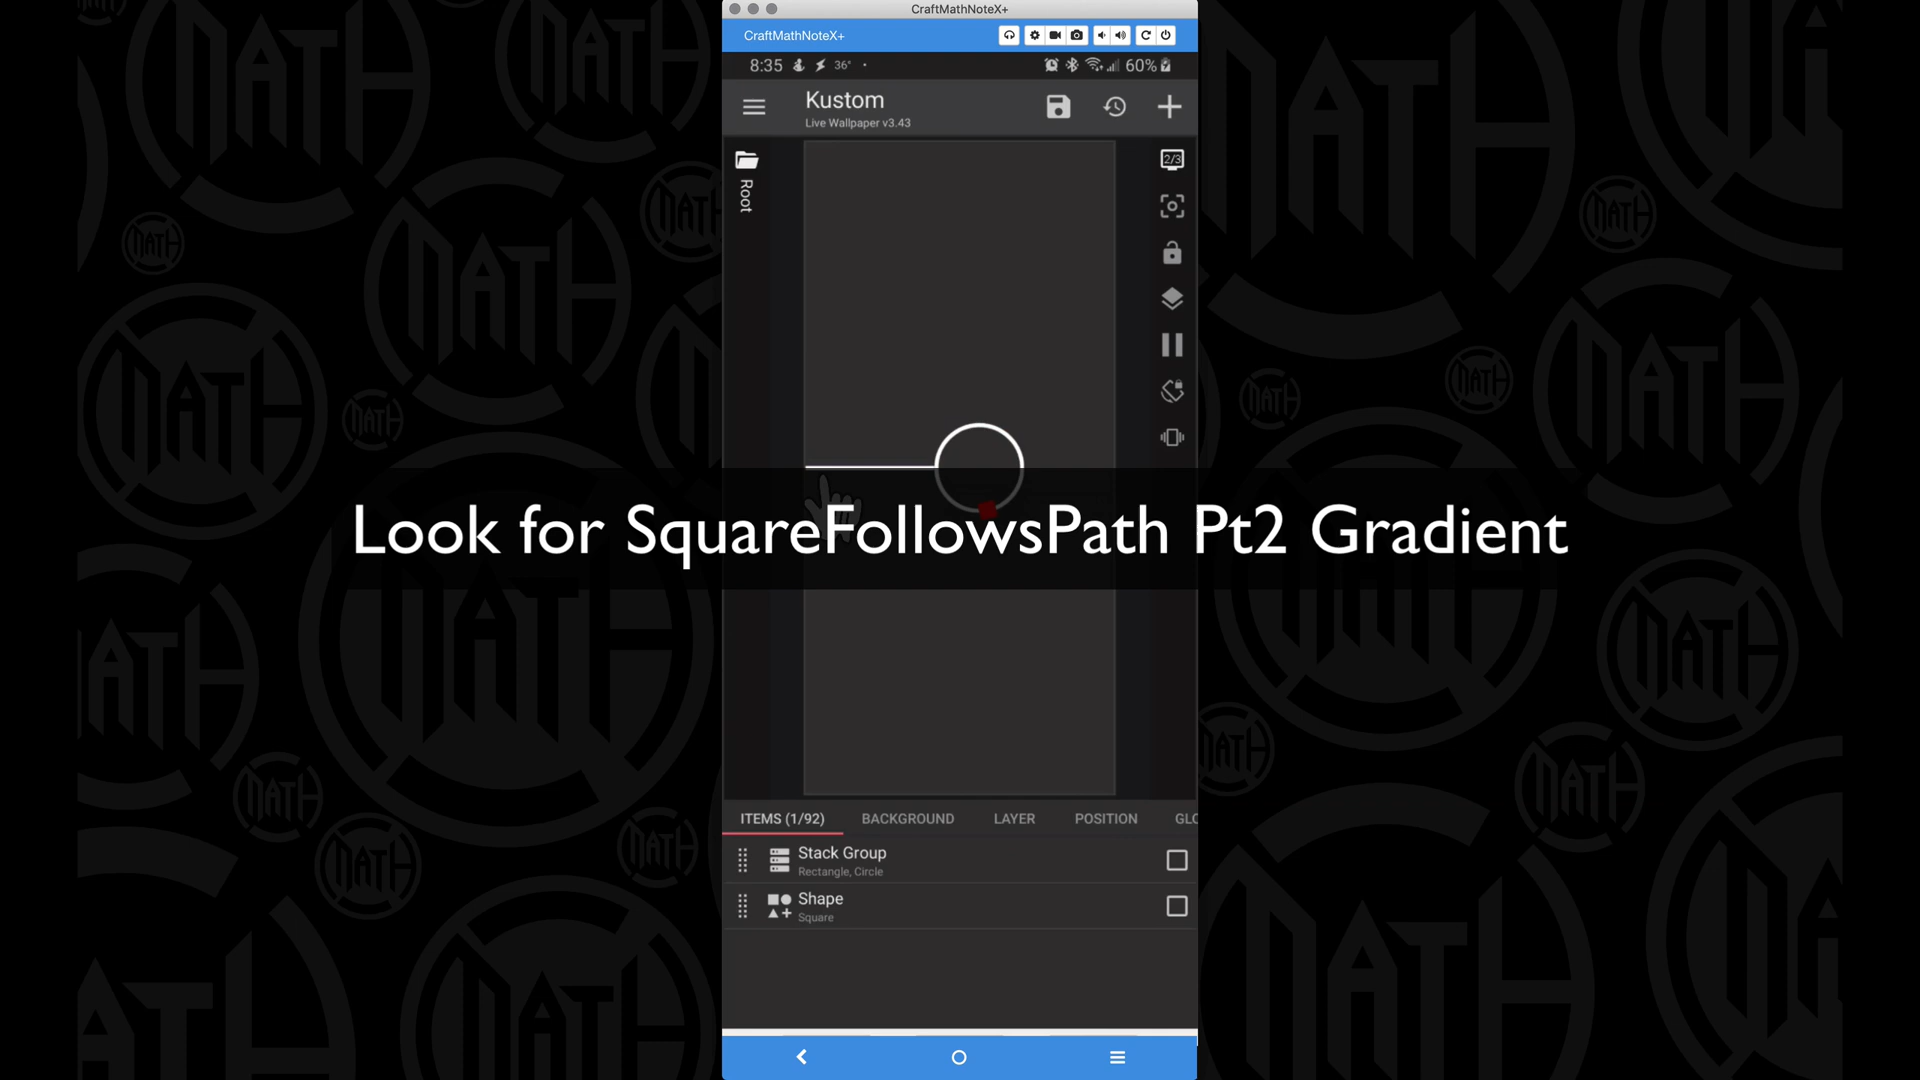 CraftMathNoteX+
CraftMathNoteX+
8:35 36° 60%
Kustom
Live Wallpaper v3.43
Root
2/3
Look for SquareFollowsPath Pt2 Gradient
ITEMS (1/92) BACKGROUND LAYER POSITION GLO
Stack Group
Rectangle, Circle
Shape
Square